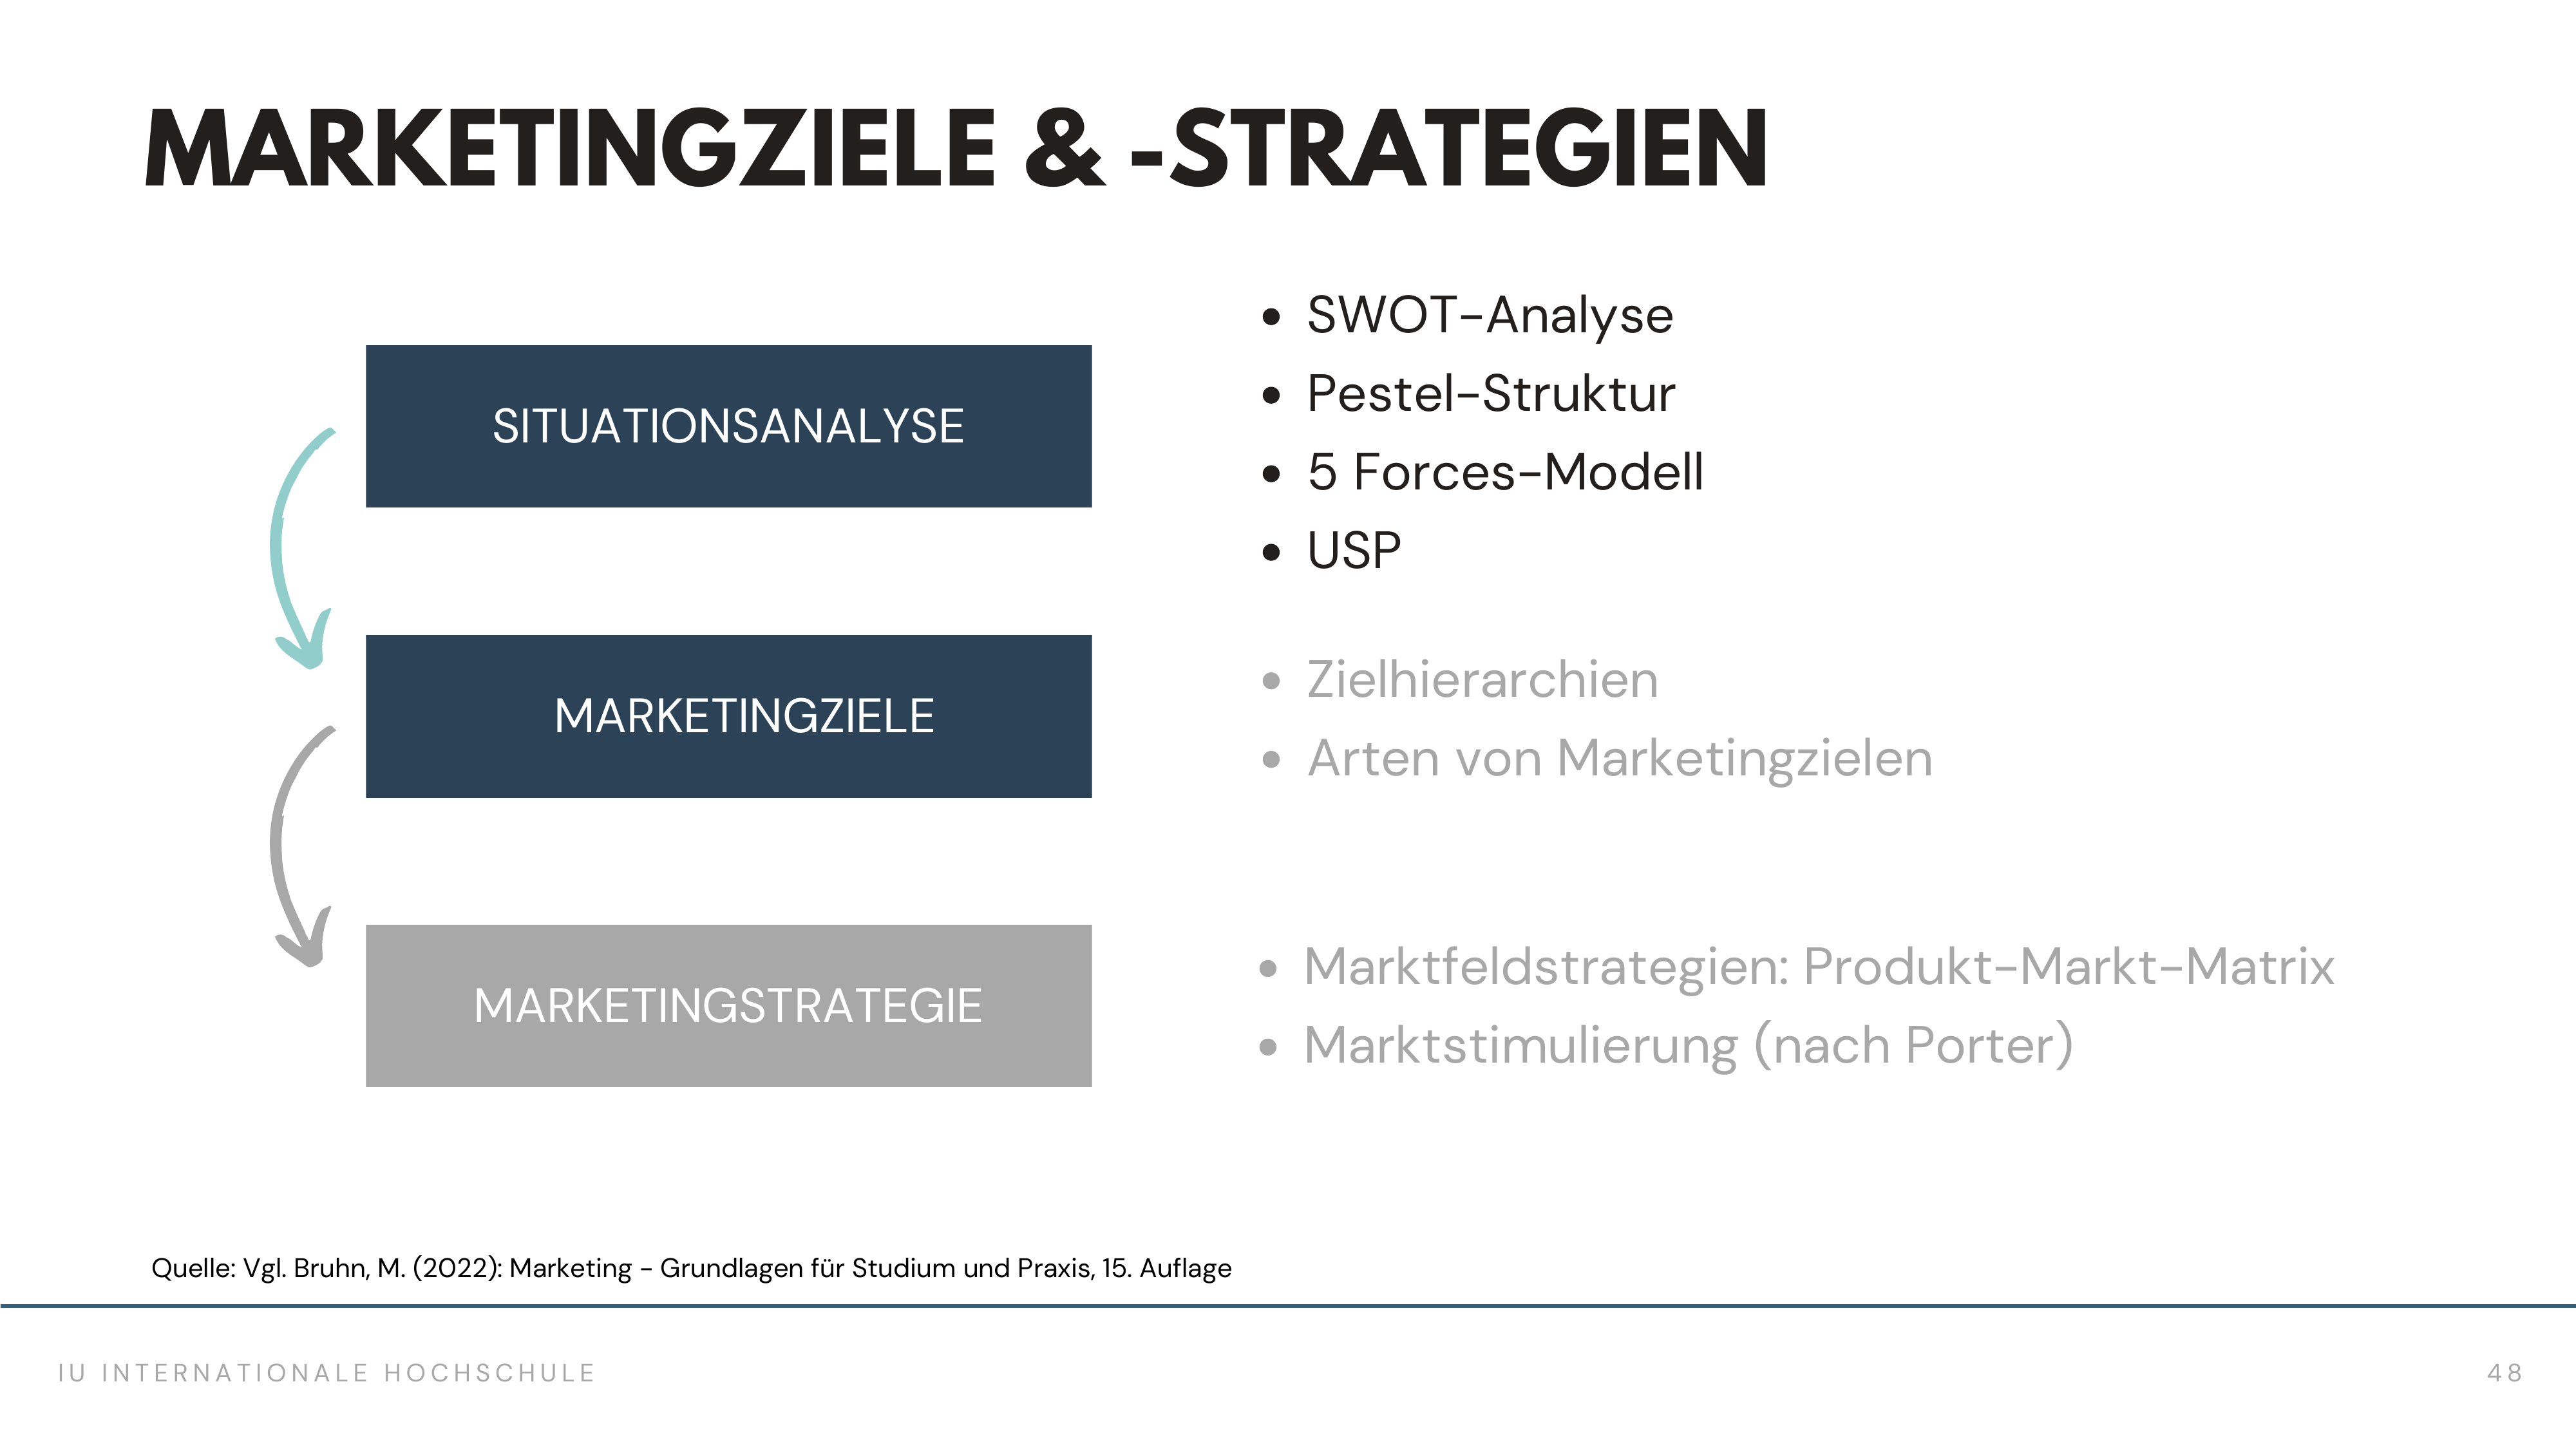 MARKETINGZIELE & -STRATEGIEN
SITUATIONSANALYSE
• SWOT-Analyse
• Pestel-Struktur
• 5 Forces-Modell
• USP
MARKETINGZIELE
• Zielhierarchien
• Arten von Marketingzielen
MARKETINGSTRATEGIE
• Marktfeldstrategien: Produkt-Markt-Matrix
• Marktstimulierung (nach Porter)
Quelle: Vgl. Bruhn, M. (2022): Marketing - Grundlagen für Studium und Praxis, 15. Auflage
IU INTERNATIONALE HOCHSCHULE
48